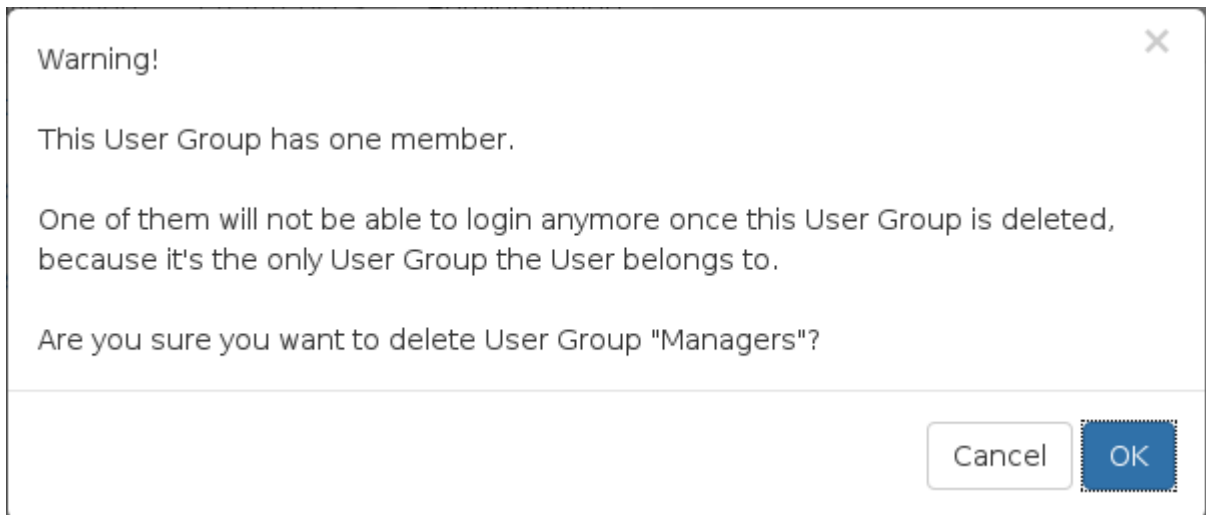 Warning!
×
This User Group has one member.
One of them will not be able to login anymore once this User Group is deleted,
because it's the only User Group the User belongs to.
Are you sure you want to delete User Group "Managers"?
Cancel
OK